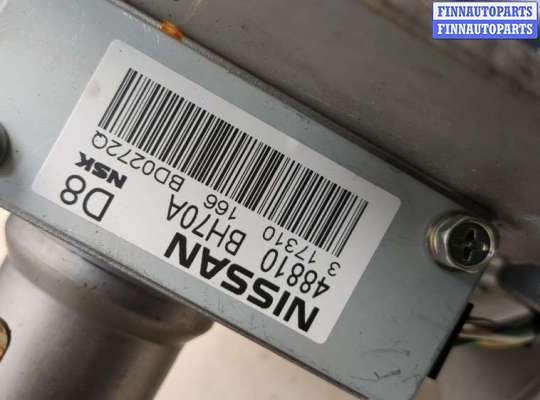 FINNAUTOPARTS
FINNAUTOPARTS
NISSAN
48810 BH70A D8
3 17310 166 BD0272Q NSK